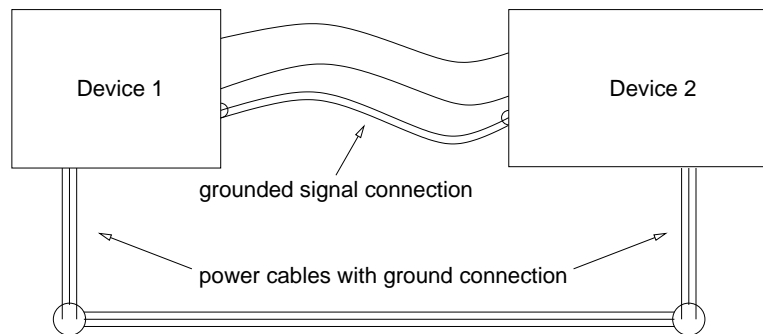 Device 1
Device 2
grounded signal connection
power cables with ground connection